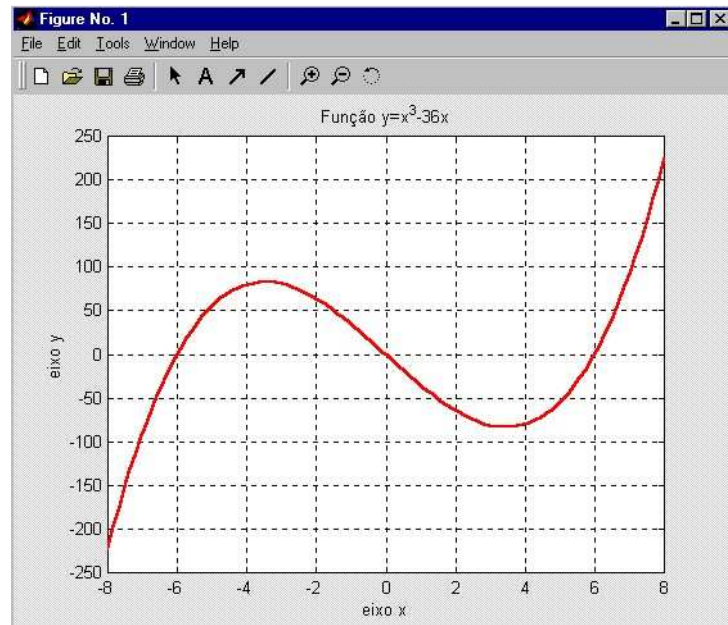 Figure No. 1
File Edit Tools Window Help
A
Função y=x³-36x
250
200
150
100
50
0
-50
-100
-150
-200
-250
eixo y
-8 -6 -4 -2 0 2 4 6 8
eixo x